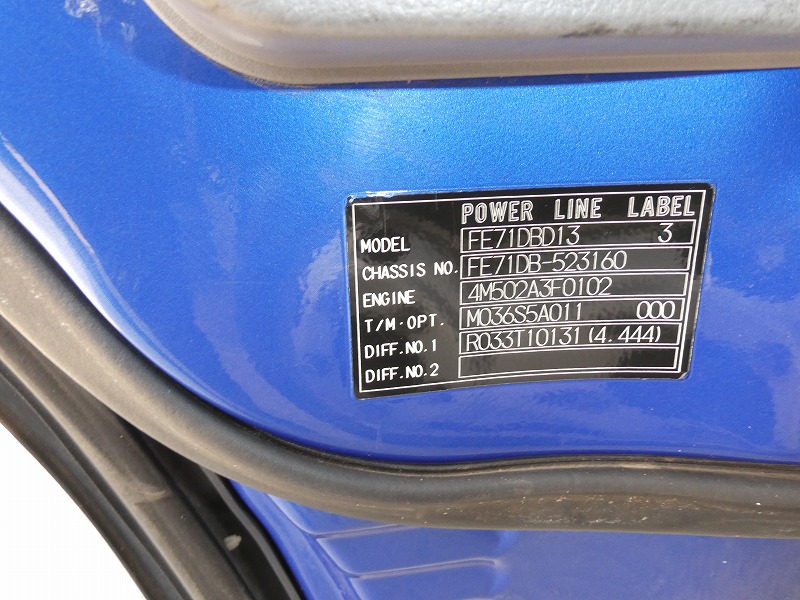 POWER LINE LABEL
MODEL FE71DBD13 3
CHASSIS NO. FE71DB-523160
ENGINE 4M502A3F0102
T/M·OPT. M036S5A011 000
DIFF.NO.1 R033T10131(4.444)
DIFF.NO.2